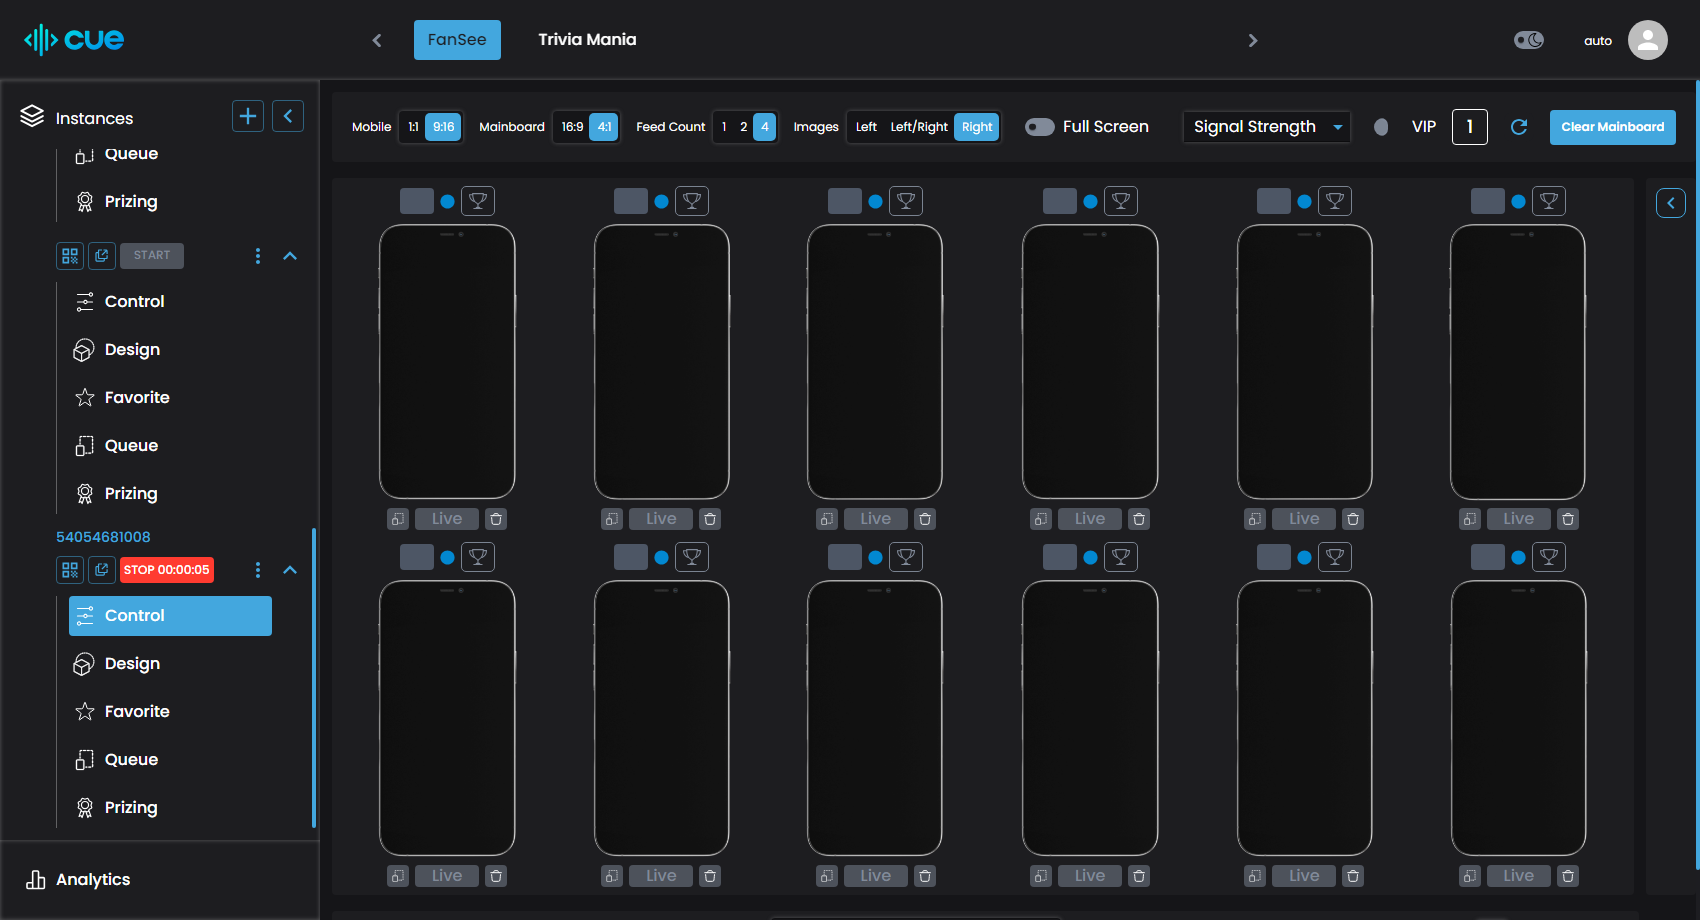 cue
FanSee
Trivia Mania
auto
Instances
Queue
Prizing
START
Control
Design
Favorite
Queue
Prizing
54054681008
STOP 00:00:05
Control
Design
Favorite
Queue
Prizing
Analytics
Mobile 1:1 9:16 Mainboard 16:9 4:1 Feed Count 1 2 4 Images Left Left/Right Right Full Screen Signal Strength VIP 1 Clear Mainboard
Live Live Live Live Live Live
Live Live Live Live Live Live